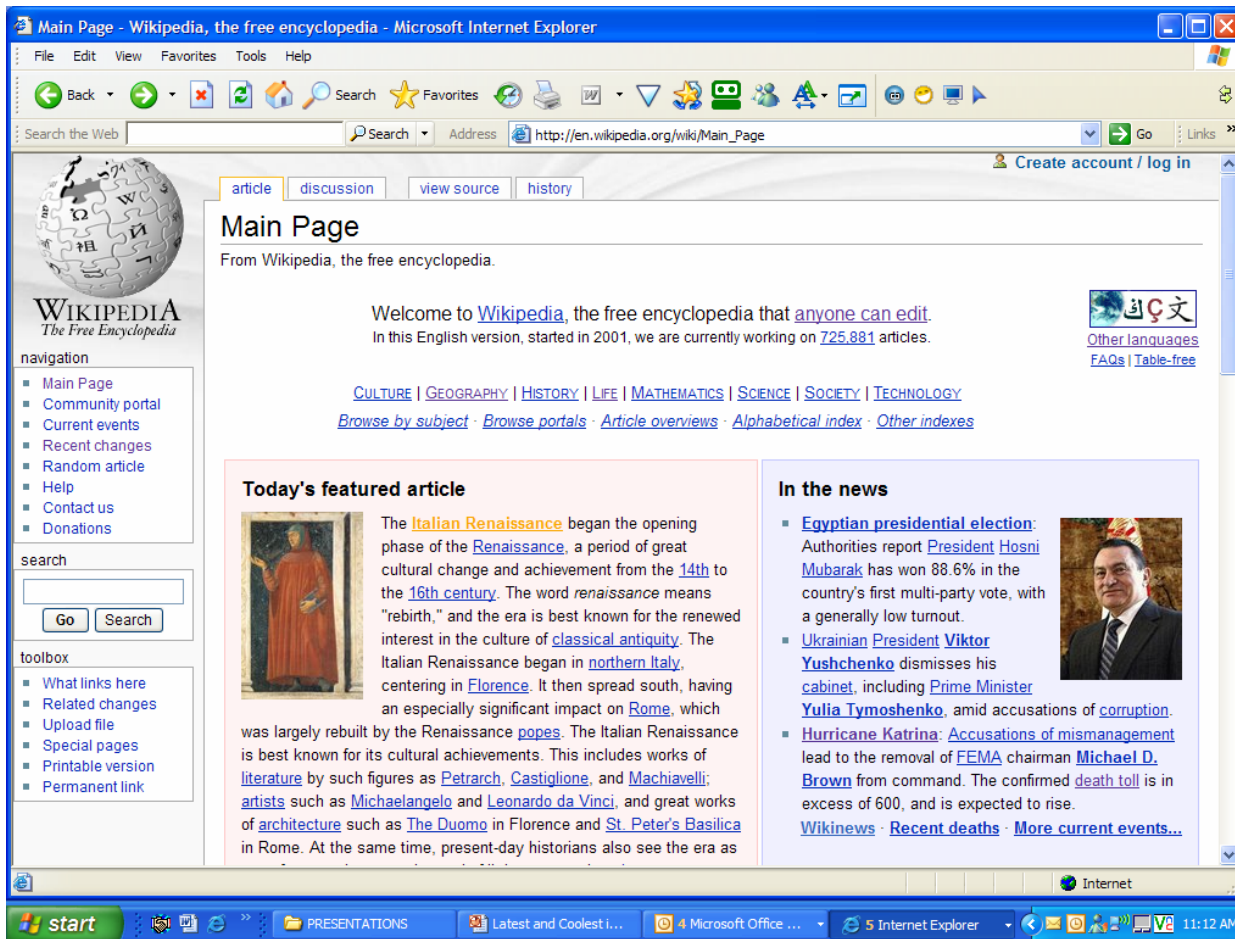 Main Page - Wikipedia, the free encyclopedia - Microsoft Internet Explorer
File Edit View Favorites Tools Help
Back Search Favorites
Search the Web Search Address http://en.wikipedia.org/wiki/Main_Page Go Links »
Create account / log in
article discussion view source history
Main Page
From Wikipedia, the free encyclopedia.
WIKIPEDIA
The Free Encyclopedia
navigation
Main Page
Community portal
Current events
Recent changes
Random article
Help
Contact us
Donations
search
Go Search
toolbox
What links here
Related changes
Upload file
Special pages
Printable version
Permanent link
Welcome to Wikipedia, the free encyclopedia that anyone can edit.
In this English version, started in 2001, we are currently working on 725,881 articles.
Other languages
FAQs | Table-free
CULTURE | GEOGRAPHY | HISTORY | LIFE | MATHEMATICS | SCIENCE | SOCIETY | TECHNOLOGY
Browse by subject · Browse portals · Article overviews · Alphabetical index · Other indexes
Today's featured article
The Italian Renaissance began the opening
phase of the Renaissance, a period of great
cultural change and achievement from the 14th to
the 16th century. The word renaissance means
"rebirth," and the era is best known for the renewed
interest in the culture of classical antiquity. The
Italian Renaissance began in northern Italy,
centering in Florence. It then spread south, having
an especially significant impact on Rome, which
was largely rebuilt by the Renaissance popes. The Italian Renaissance
is best known for its cultural achievements. This includes works of
literature by such figures as Petrarch, Castiglione, and Machiavelli;
artists such as Michaelangelo and Leonardo da Vinci, and great works
of architecture such as The Duomo in Florence and St. Peter's Basilica
in Rome. At the same time, present-day historians also see the era as
In the news
Egyptian presidential election:
Authorities report President Hosni
Mubarak has won 88.6% in the
country's first multi-party vote, with
a generally low turnout.
Ukrainian President Viktor
Yushchenko dismisses his
cabinet, including Prime Minister
Yulia Tymoshenko, amid accusations of corruption.
Hurricane Katrina: Accusations of mismanagement
lead to the removal of FEMA chairman Michael D.
Brown from command. The confirmed death toll is in
excess of 600, and is expected to rise.
Wikinews · Recent deaths · More current events...
Internet
start » PRESENTATIONS Latest and Coolest i... 4 Microsoft Office ... 5 Internet Explorer 11:12 AM